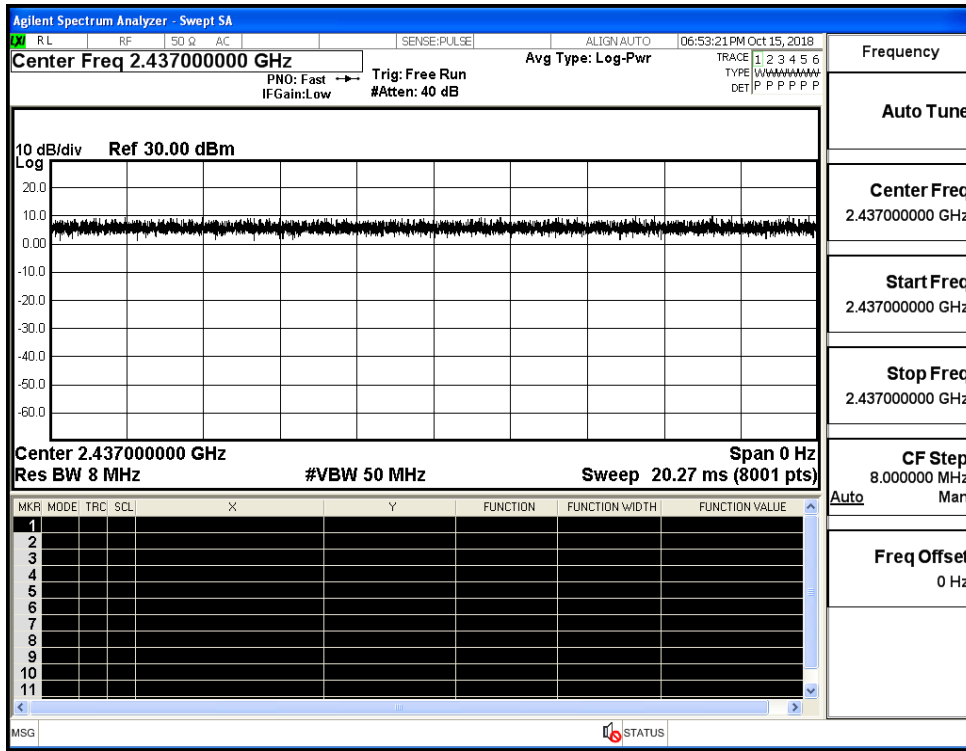 Agilent Spectrum Analyzer - Swept SA
LXI RL RF 50 Ω AC SENSE:PULSE ALIGN AUTO 06:53:21 PM Oct 15, 2018
Center Freq 2.437000000 GHz
Avg Type: Log-Pwr
TRACE 1 2 3 4 5 6
PNO: Fast Trig: Free Run
TYPE
IFGain:Low #Atten: 40 dB
DET P P P P P P
10 dB/div Ref 30.00 dBm
Log
20.0
10.0
0.00
-10.0
-20.0
-30.0
-40.0
-50.0
-60.0
Center 2.437000000 GHz Span 0 Hz
Res BW 8 MHz #VBW 50 MHz Sweep 20.27 ms (8001 pts)
MKR MODE TRC SCL X Y FUNCTION FUNCTION WIDTH FUNCTION VALUE
1
2
3
4
5
6
7
8
9
10
11
MSG STATUS
Frequency
Auto Tune
Center Freq
2.437000000 GHz
Start Freq
2.437000000 GHz
Stop Freq
2.437000000 GHz
CF Step
8.000000 MHz
Auto Man
Freq Offset
0 Hz